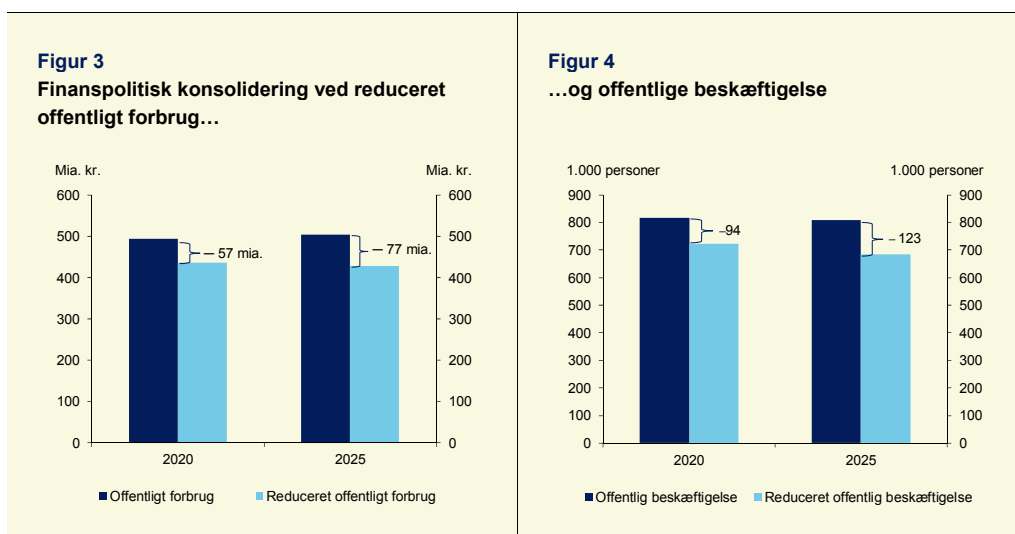 Figur 3
Finanspolitisk konsolidering ved reduceret
offentligt forbrug…
Mia. kr.
Mia. kr.
600
600
500
500
400
400
300
300
200
200
100
100
0
0
– 57 mia.
– 77 mia.
2020
2025
Offentligt forbrug
Reduceret offentligt forbrug
Figur 4
…og offentlige beskæftigelse
1.000 personer
1.000 personer
900
900
800
800
700
700
600
600
500
500
400
400
300
300
200
200
100
100
0
0
–94
–123
2020
2025
Offentlig beskæftigelse
Reduceret offentlig beskæftigelse